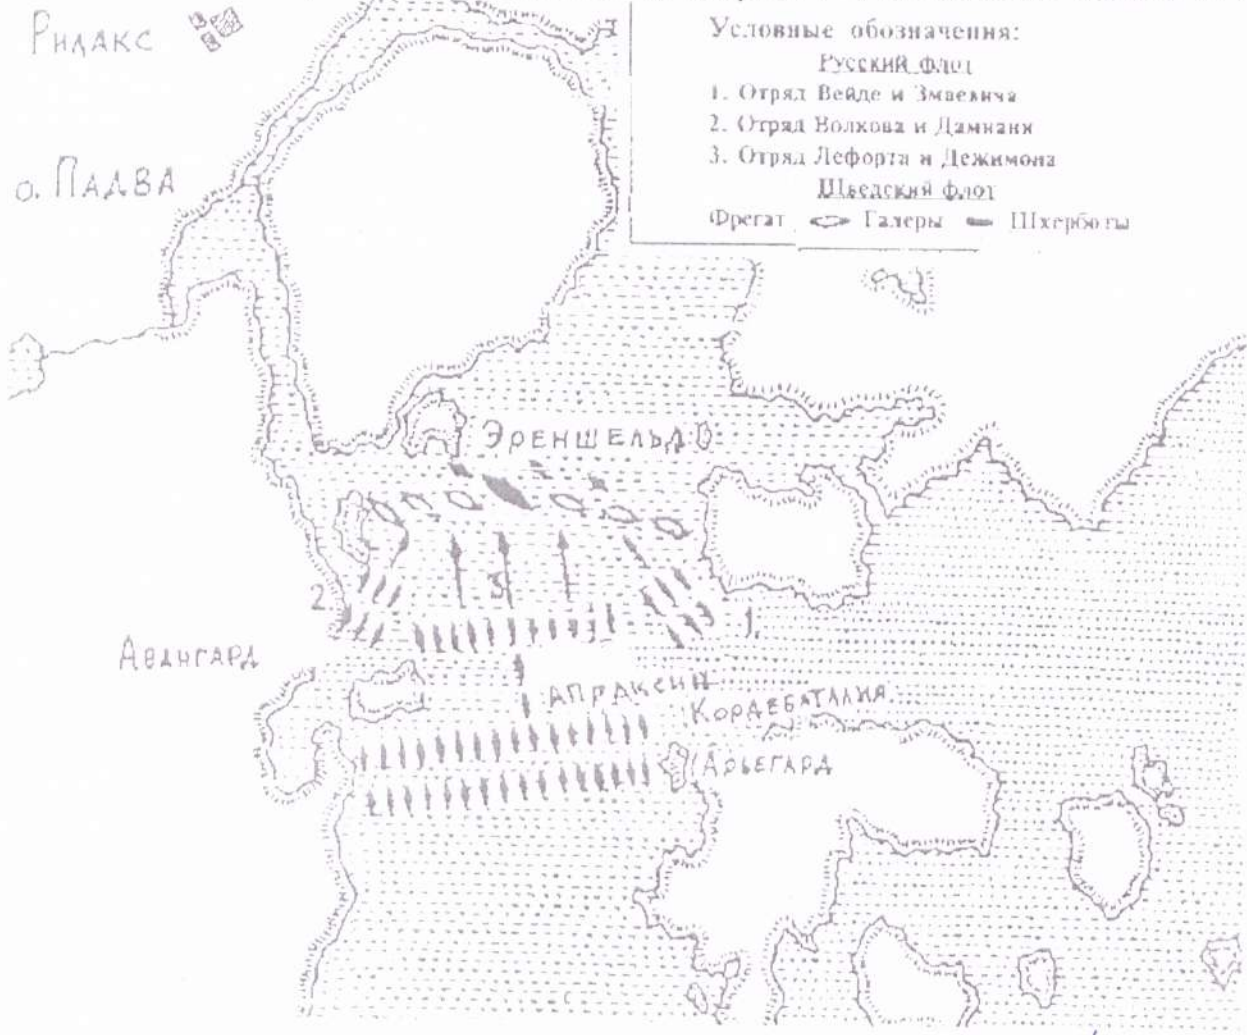 Условные обозначения:
Русский флот
1. Отряд Вейде и Змаевича
2. Отряд Волкова и Дамиани
3. Отряд Лефорта и Дежимона
Шведский флот
Фрегат Галеры Шхерботы
Рилакс
о. Падва
Эреншельд
2
3
1.
Авангард
Апраксин
Кордебаталия
Арьегард